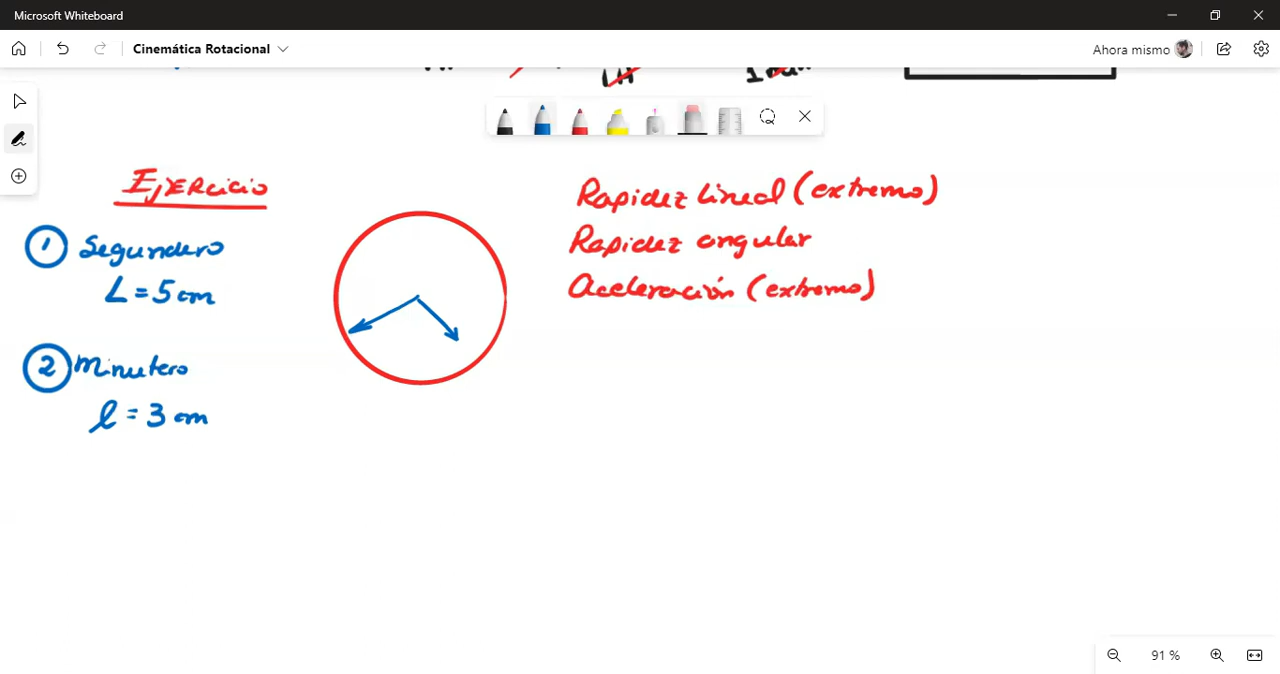 Microsoft Whiteboard
Cinemática Rotacional
Ahora mismo
Ejercicio
① Segundero
L = 5 cm
② Minutero
l = 3 cm
Rapidez Lineal (extremo)
Rapidez angular
Aceleración (extremo)
91 %